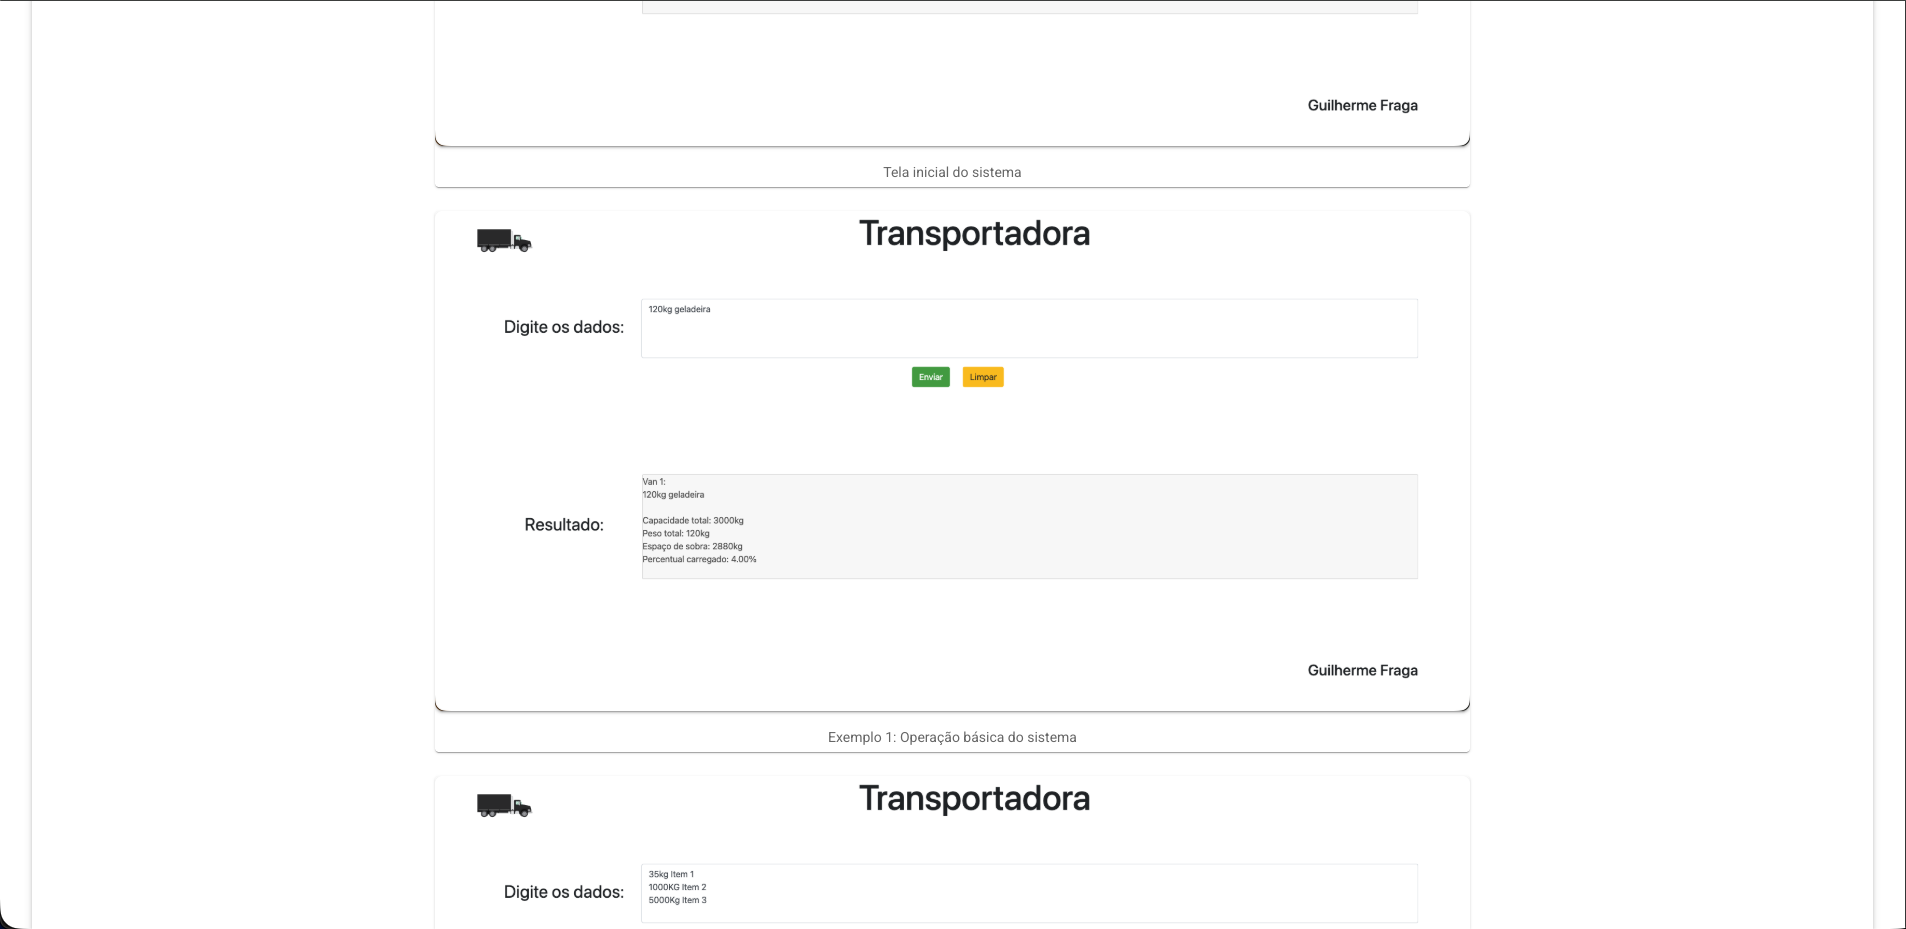 Guilherme Fraga
Tela inicial do sistema
Transportadora
Digite os dados:
120kg geladeira
Enviar
Limpar
Resultado:
Van 1:
120kg geladeira
Capacidade total: 3000kg
Peso total: 120kg
Espaço de sobra: 2880kg
Percentual carregado: 4.00%
Guilherme Fraga
Exemplo 1: Operação básica do sistema
Transportadora
Digite os dados:
35kg Item 1
1000KG Item 2
5000Kg Item 3